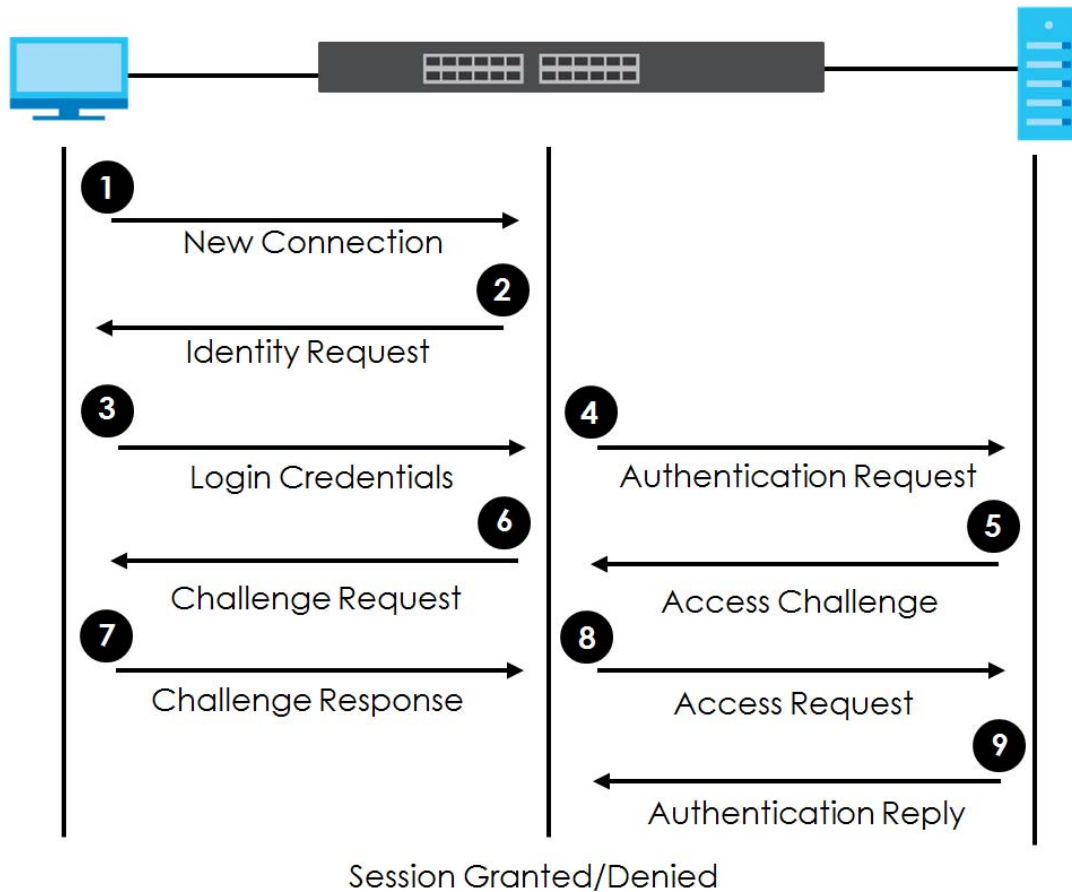 1
New Connection
2
Identity Request
3
Login Credentials
4
Authentication Request
5
Access Challenge
6
Challenge Request
7
Challenge Response
8
Access Request
9
Authentication Reply
Session Granted/Denied